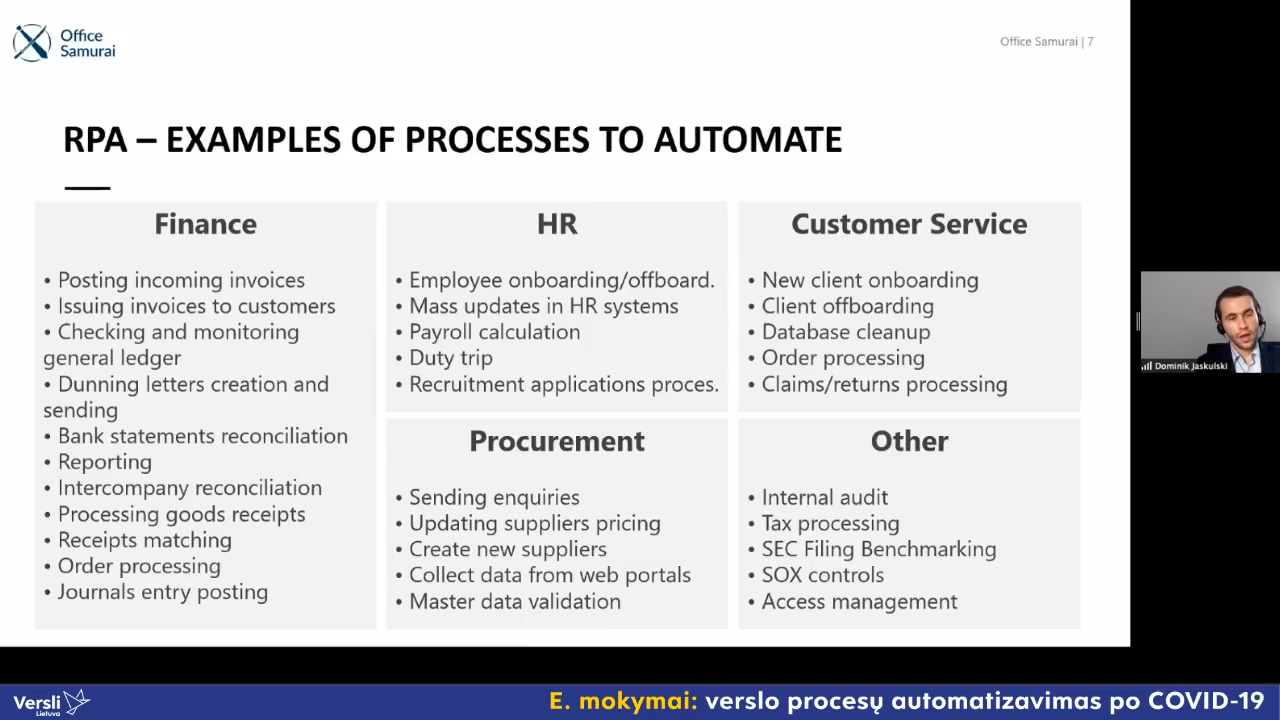 Office
Samurai
Office Samurai | 7
RPA – EXAMPLES OF PROCESSES TO AUTOMATE
Finance
• Posting incoming invoices
• Issuing invoices to customers
• Checking and monitoring
general ledger
• Dunning letters creation and
sending
• Bank statements reconciliation
• Reporting
• Intercompany reconciliation
• Processing goods receipts
• Receipts matching
• Order processing
• Journals entry posting
HR
• Employee onboarding/offboard.
• Mass updates in HR systems
• Payroll calculation
• Duty trip
• Recruitment applications proces.
Customer Service
• New client onboarding
• Client offboarding
• Database cleanup
• Order processing
• Claims/returns processing
Procurement
• Sending enquiries
• Updating suppliers pricing
• Create new suppliers
• Collect data from web portals
• Master data validation
Other
• Internal audit
• Tax processing
• SEC Filing Benchmarking
• SOX controls
• Access management
Dominik Jaskulski
Versli
Lietuva
E. mokymai: verslo procesų automatizavimas po COVID-19